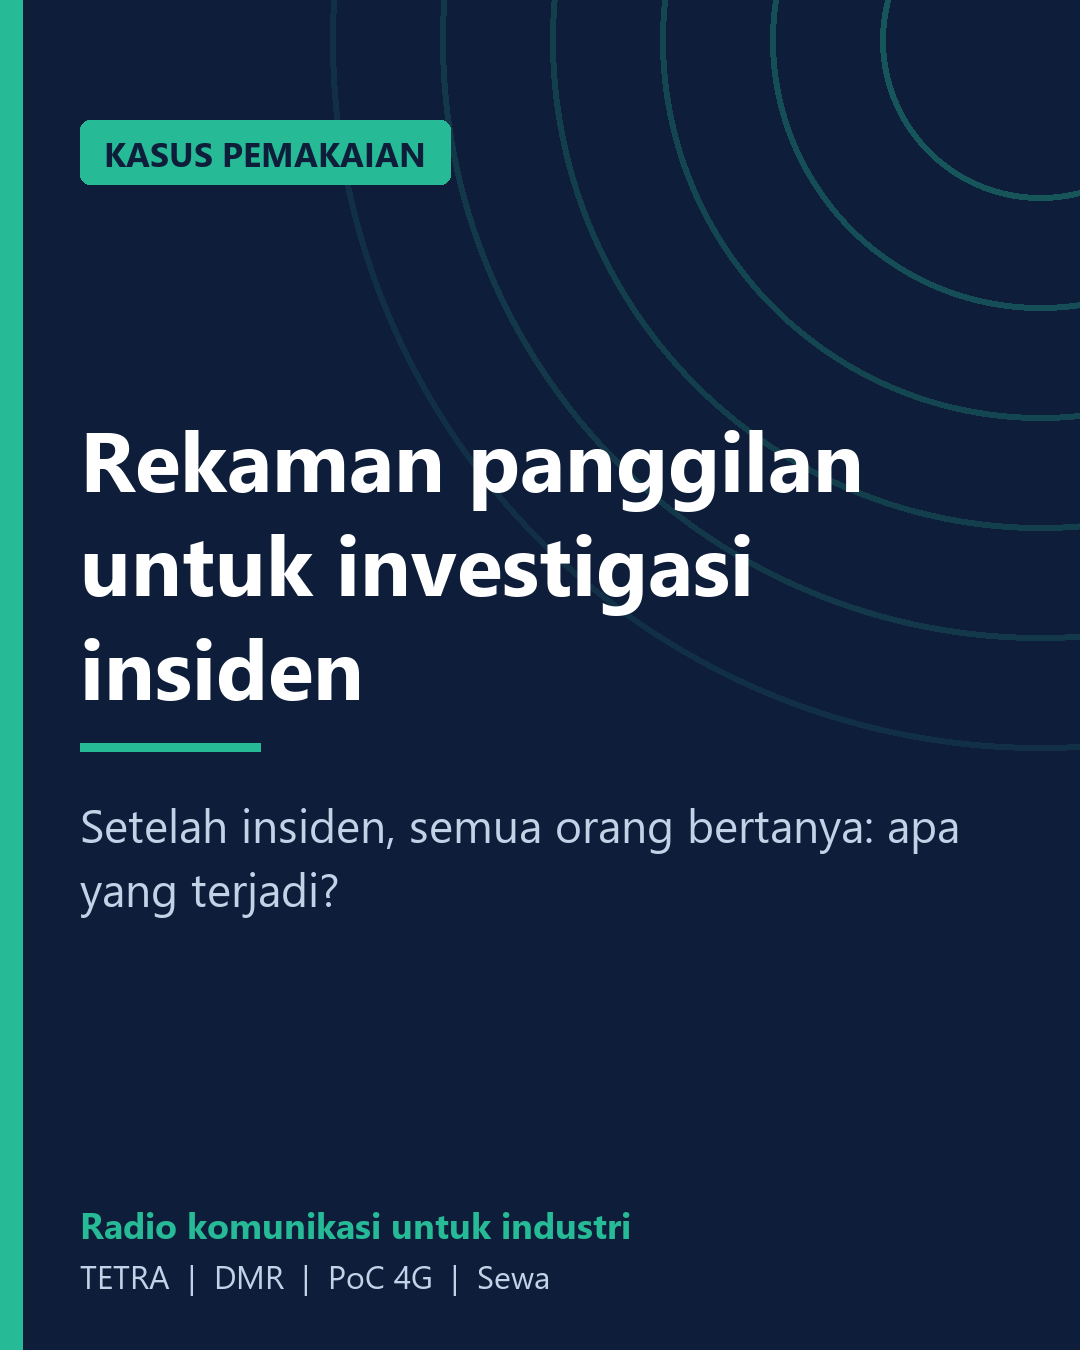 KASUS PEMAKAIAN
Rekaman panggilan
untuk investigasi
insiden
Setelah insiden, semua orang bertanya: apa
yang terjadi?
Radio komunikasi untuk industri
TETRA | DMR | PoC 4G | Sewa